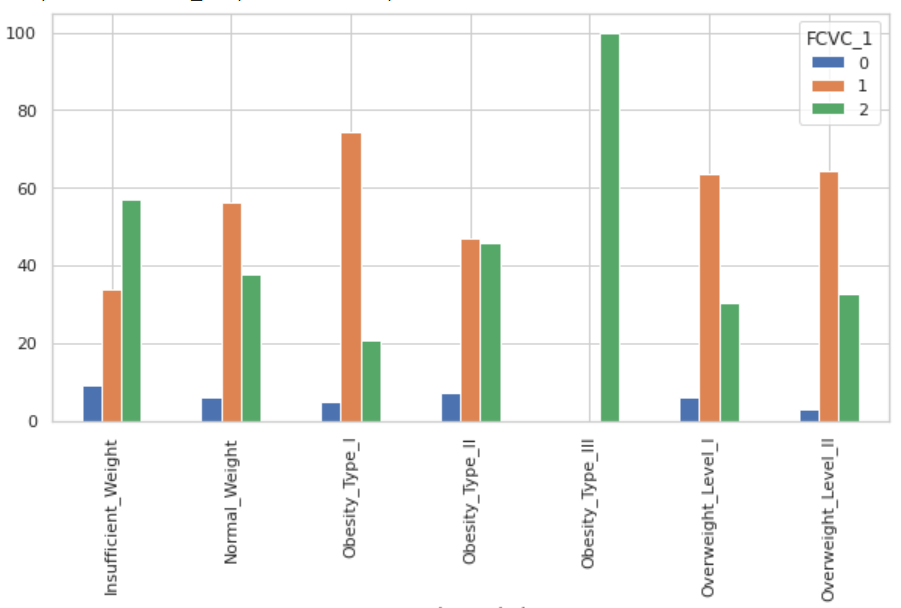 FCVC_1
0
1
2
100
80
60
40
20
0
Insufficient_Weight
Normal_Weight
Obesity_Type_I
Obesity_Type_II
Obesity_Type_III
Overweight_Level_I
Overweight_Level_II